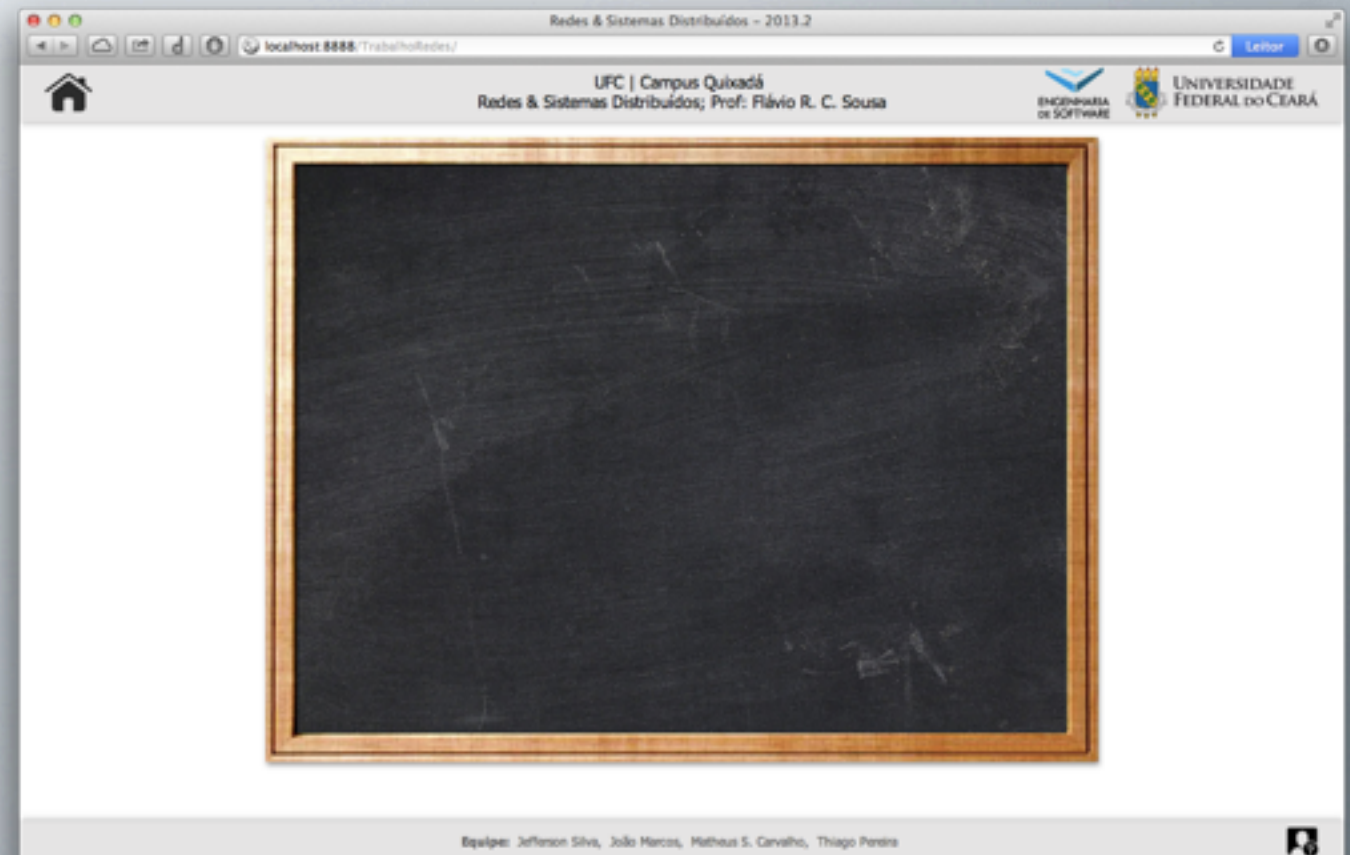 Redes & Sistemas Distribuídos – 2013.2
localhost:8888/TrabalhoRedes/
Leitor
UFC | Campus Quixadá
Redes & Sistemas Distribuídos; Prof: Flávio R. C. Sousa
ENGENHARIA
DE SOFTWARE
UNIVERSIDADE
FEDERAL DO CEARÁ
Equipe: Jefferson Silva, João Marcos, Matheus S. Carvalho, Thiago Pereira